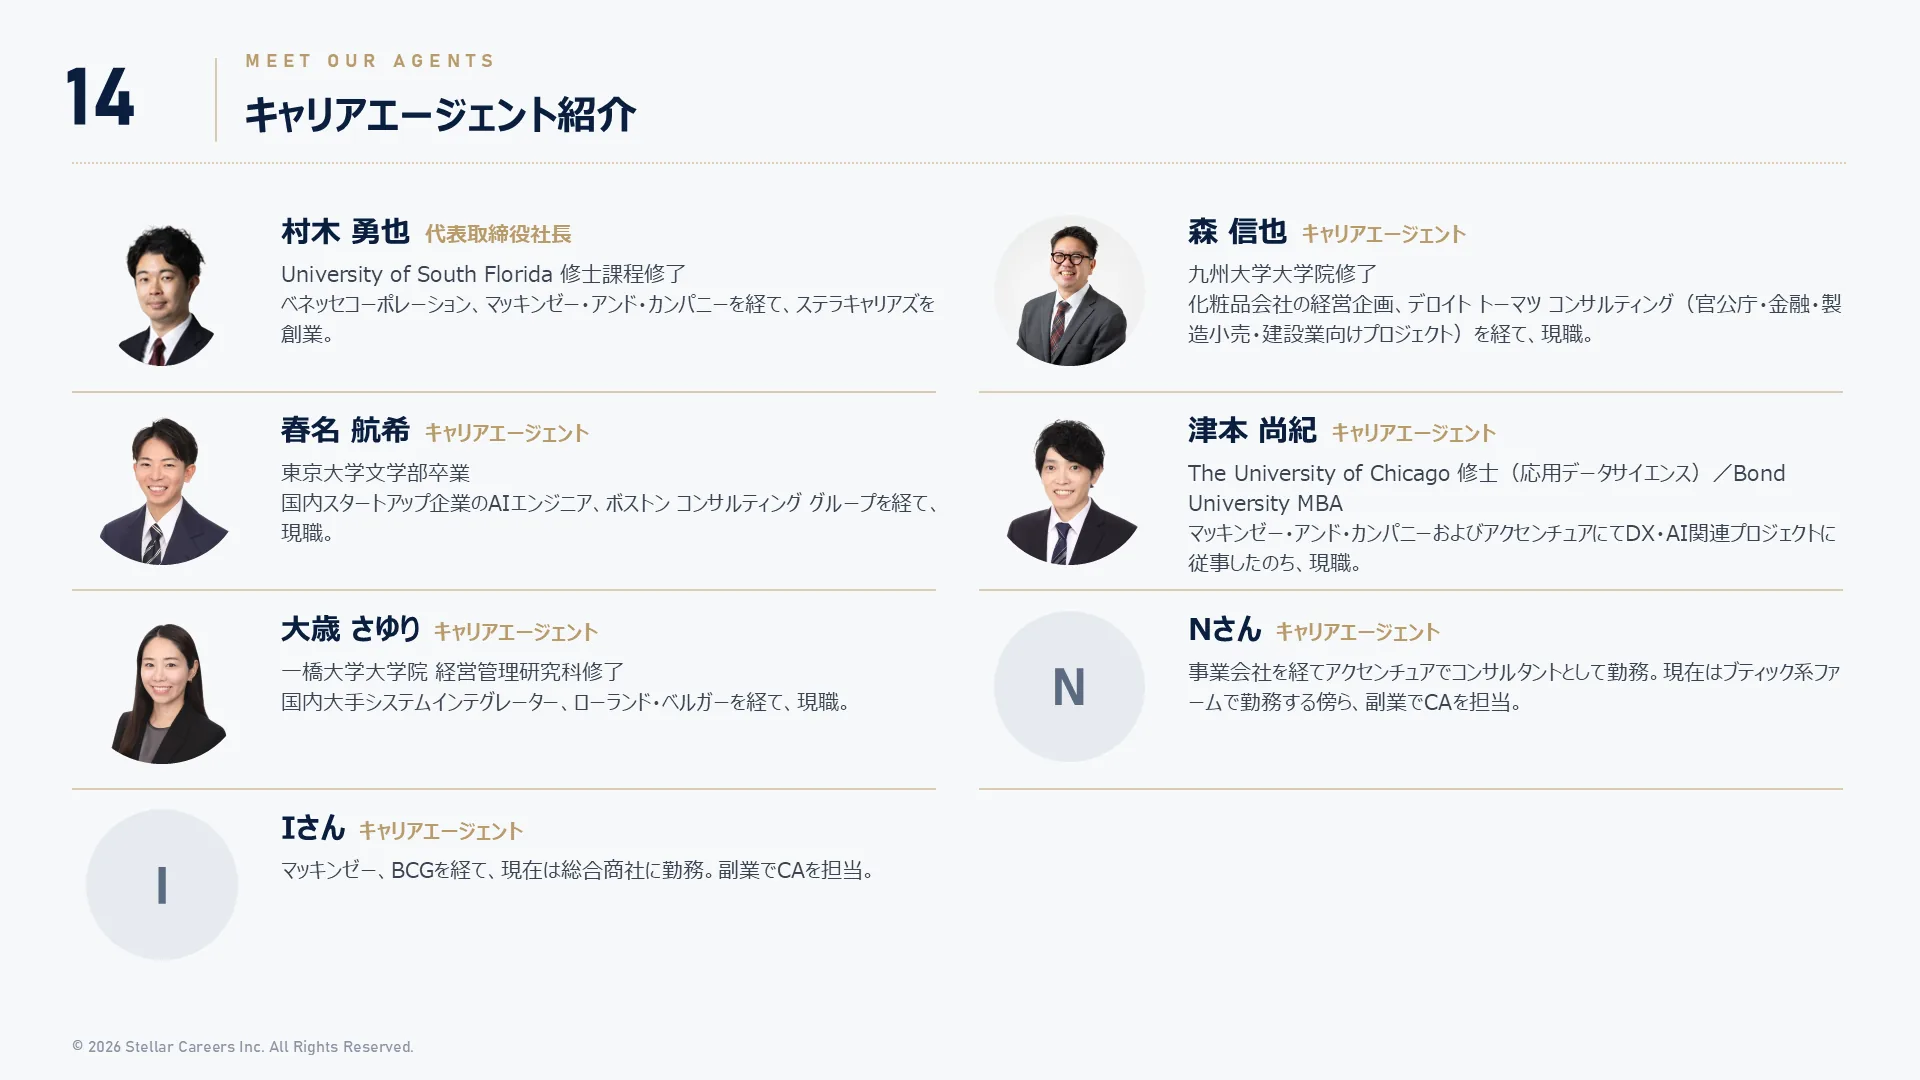 14
MEET OUR AGENTS
キャリアエージェント紹介
村木 勇也 代表取締役社長
University of South Florida 修士課程修了
ベネッセコーポレーション、マッキンゼー・アンド・カンパニーを経て、ステラキャリアズを
創業。
森 信也 キャリアエージェント
九州大学大学院修了
化粧品会社の経営企画、デロイト トーマツ コンサルティング（官公庁・金融・製
造小売・建設業向けプロジェクト）を経て、現職。
春名 航希 キャリアエージェント
東京大学文学部卒業
国内スタートアップ企業のAIエンジニア、ボストン コンサルティング グループを経て、
現職。
津本 尚紀 キャリアエージェント
The University of Chicago 修士（応用データサイエンス）／Bond
University MBA
マッキンゼー・アンド・カンパニーおよびアクセンチュアにてDX・AI関連プロジェクトに
従事したのち、現職。
大歳 さゆり キャリアエージェント
一橋大学大学院 経営管理研究科修了
国内大手システムインテグレーター、ローランド・ベルガーを経て、現職。
N
Nさん キャリアエージェント
事業会社を経てアクセンチュアでコンサルタントとして勤務。現在はブティック系ファ
ームで勤務する傍ら、副業でCAを担当。
I
Iさん キャリアエージェント
マッキンゼー、BCGを経て、現在は総合商社に勤務。副業でCAを担当。
© 2026 Stellar Careers Inc. All Rights Reserved.